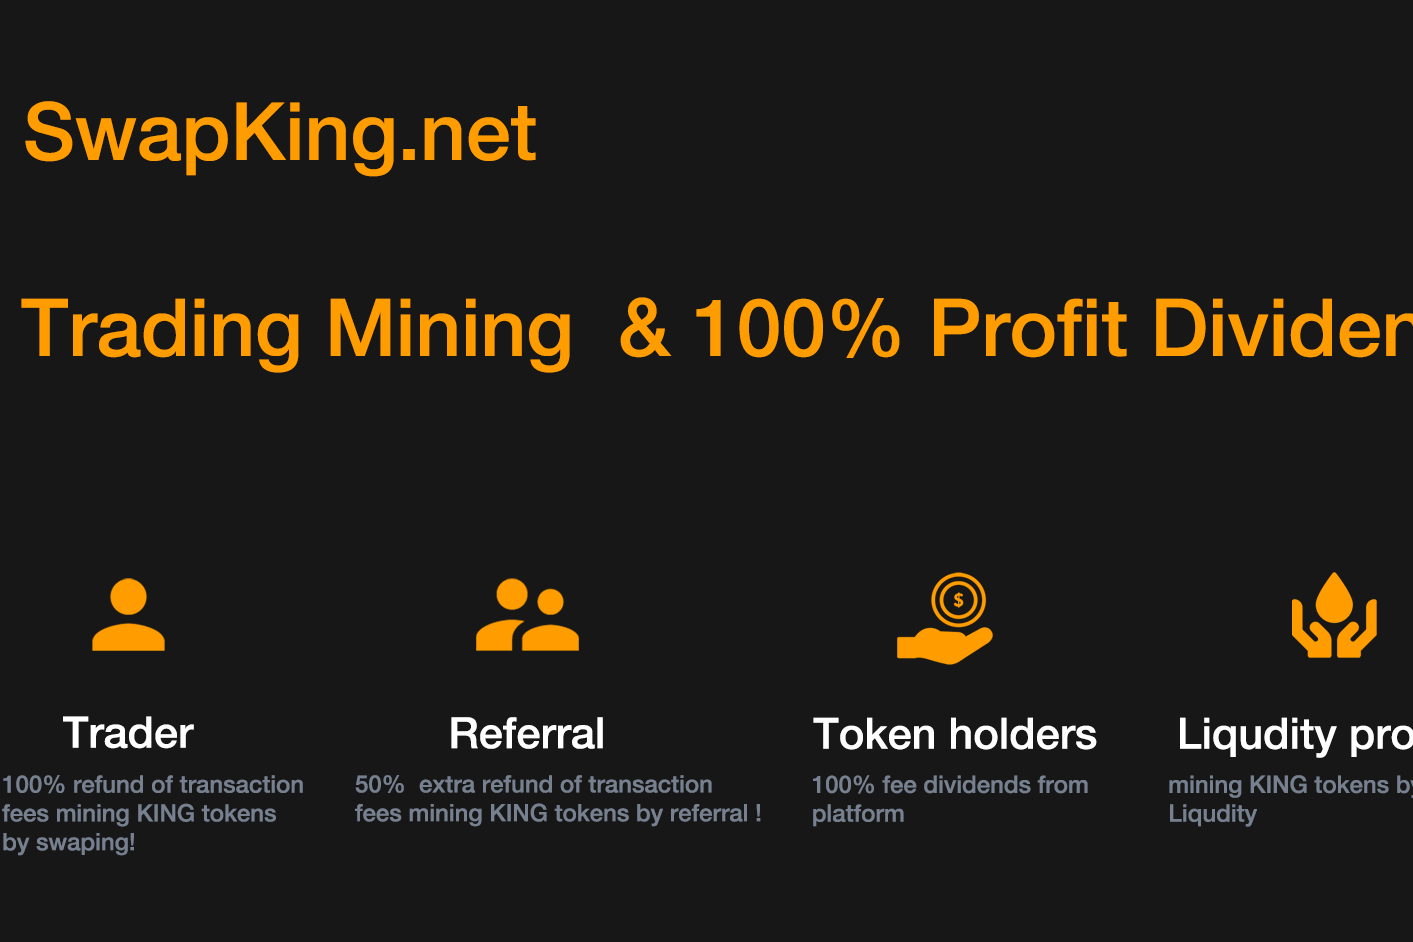 SwapKing.net
Trading Mining  & 100% Profit Dividen
Trader
100% refund of transaction
fees mining KING tokens
by swaping!
Referral
50%  extra refund of transaction
fees mining KING tokens by referral !
Token holders
100% fee dividends from
platform
Liqudity pro
mining KING tokens by
Liqudity